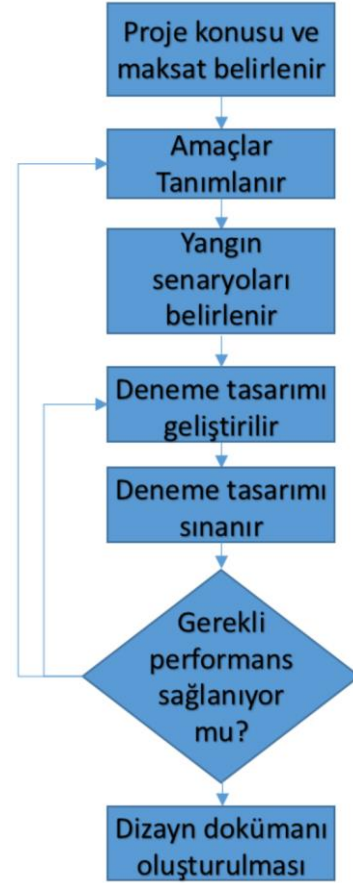 Proje konusu ve
maksat belirlenir
Amaçlar
Tanımlanır
Yangın
senaryoları
belirlenir
Deneme tasarımı
geliştirilir
Deneme tasarımı
sınanır
Gerekli
performans
sağlanıyor
mu?
Dizayn dokümanı
oluşturulması